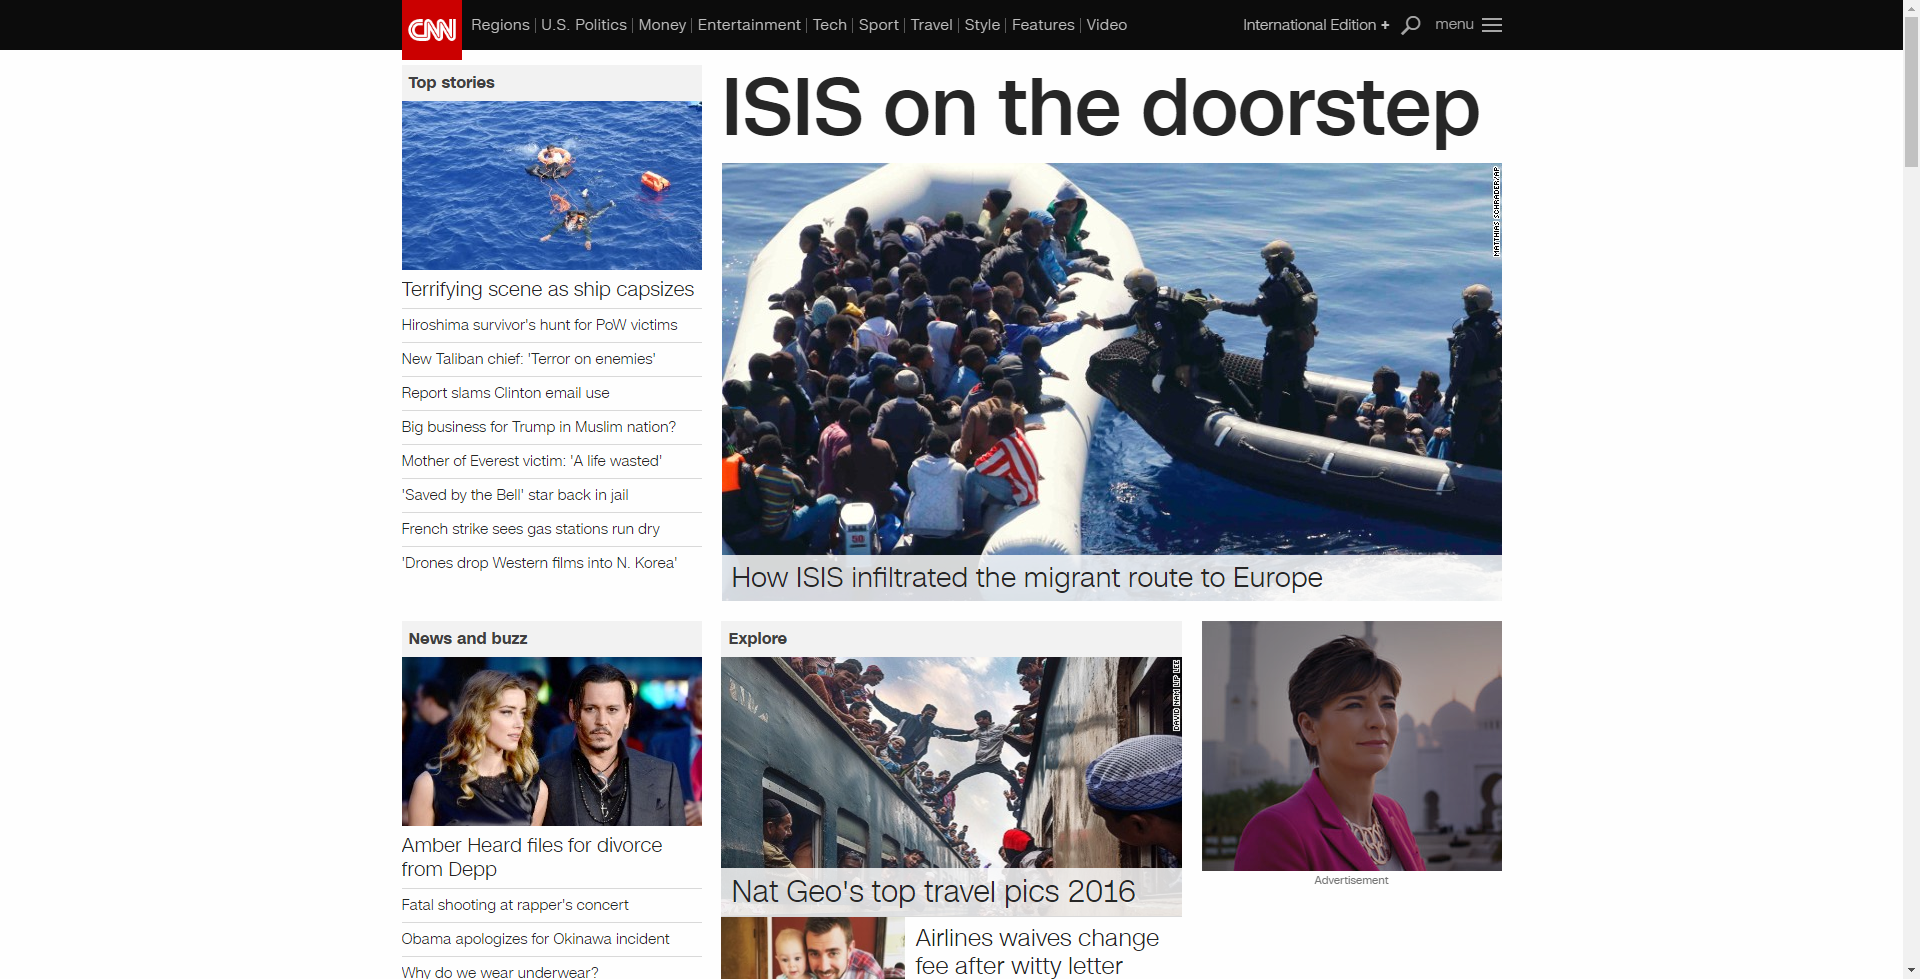 CNN
Regions
U.S. Politics
Money
Entertainment
Tech
Sport
Travel
Style
Features
Video
International Edition +
menu
Top stories
Terrifying scene as ship capsizes
Hiroshima survivor's hunt for PoW victims
New Taliban chief: 'Terror on enemies'
Report slams Clinton email use
Big business for Trump in Muslim nation?
Mother of Everest victim: 'A life wasted'
'Saved by the Bell' star back in jail
French strike sees gas stations run dry
'Drones drop Western films into N. Korea'
ISIS on the doorstep
MATTHIAS SCHRADER/AP
50
How ISIS infiltrated the migrant route to Europe
News and buzz
Amber Heard files for divorce
from Depp
Fatal shooting at rapper's concert
Obama apologizes for Okinawa incident
Why do we wear underwear?
Explore
DAVID NAM LIP LEE
Nat Geo's top travel pics 2016
Airlines waives change
fee after witty letter
Advertisement